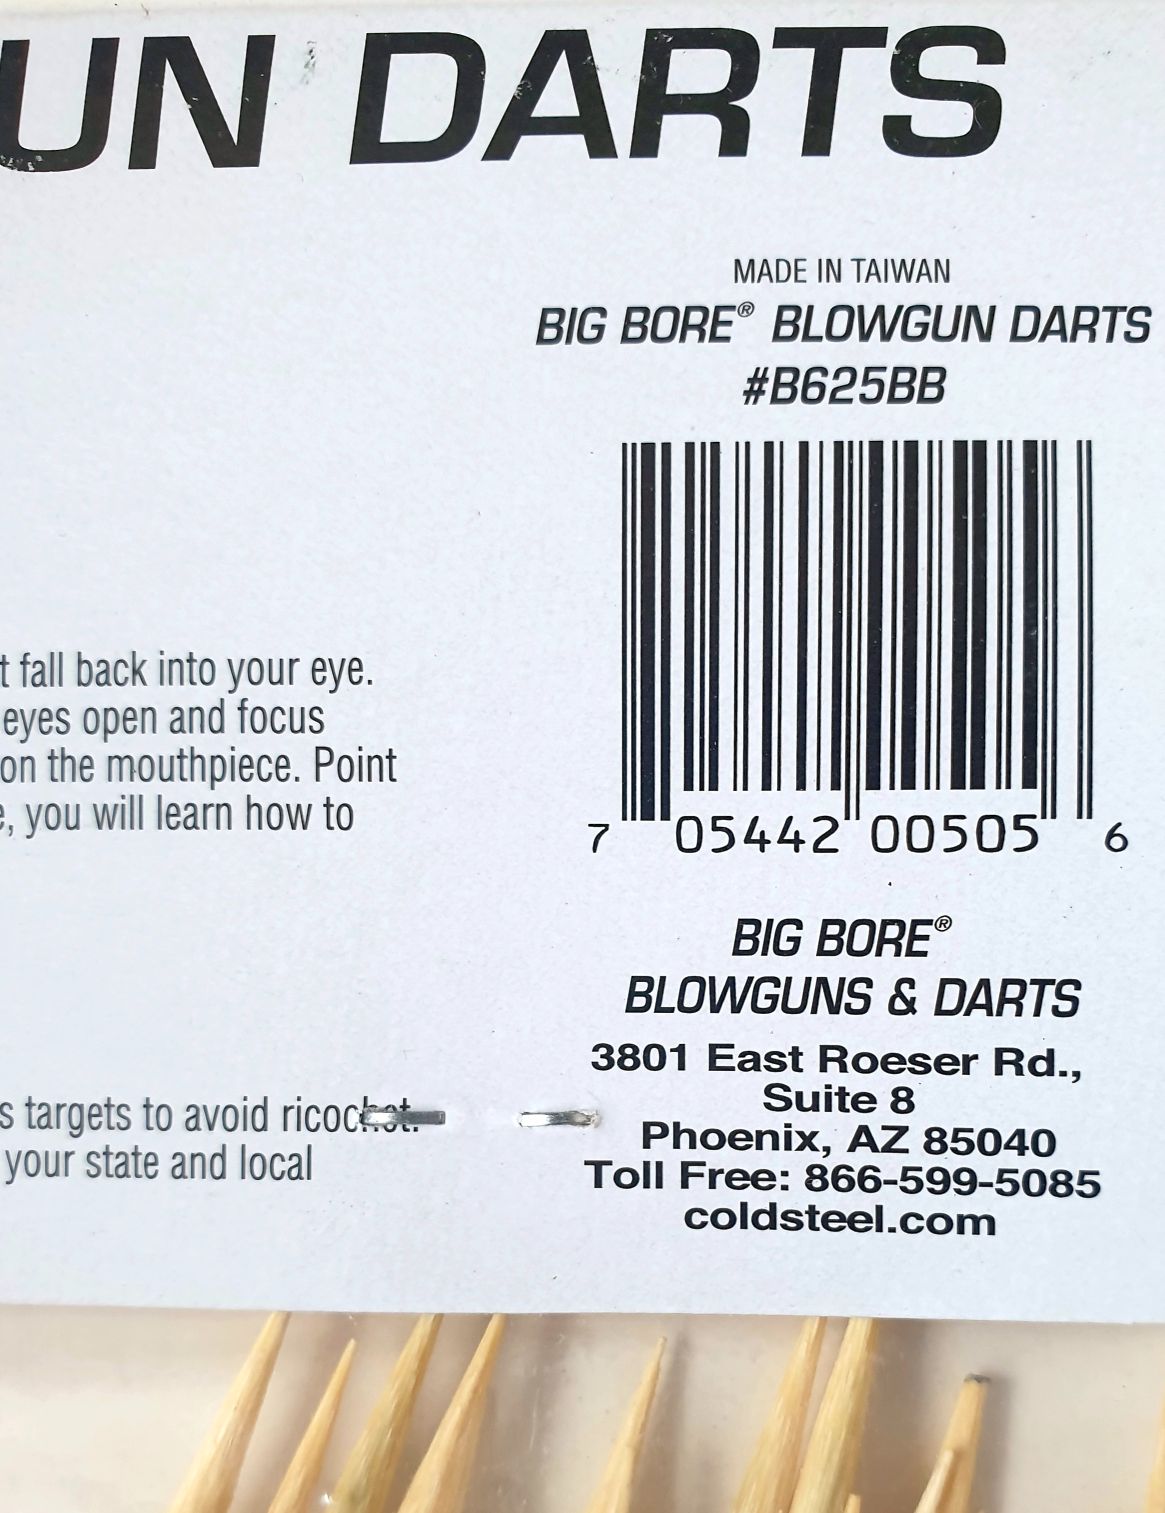 UN DARTS
MADE IN TAIWAN
BIG BORE® BLOWGUN DARTS
#B625BB
7 05442 00505 6
t fall back into your eye.
eyes open and focus
on the mouthpiece. Point
e, you will learn how to
s targets to avoid ricochet.
your state and local
BIG BORE®
BLOWGUNS & DARTS
3801 East Roeser Rd.,
Suite 8
Phoenix, AZ 85040
Toll Free: 866-599-5085
coldsteel.com